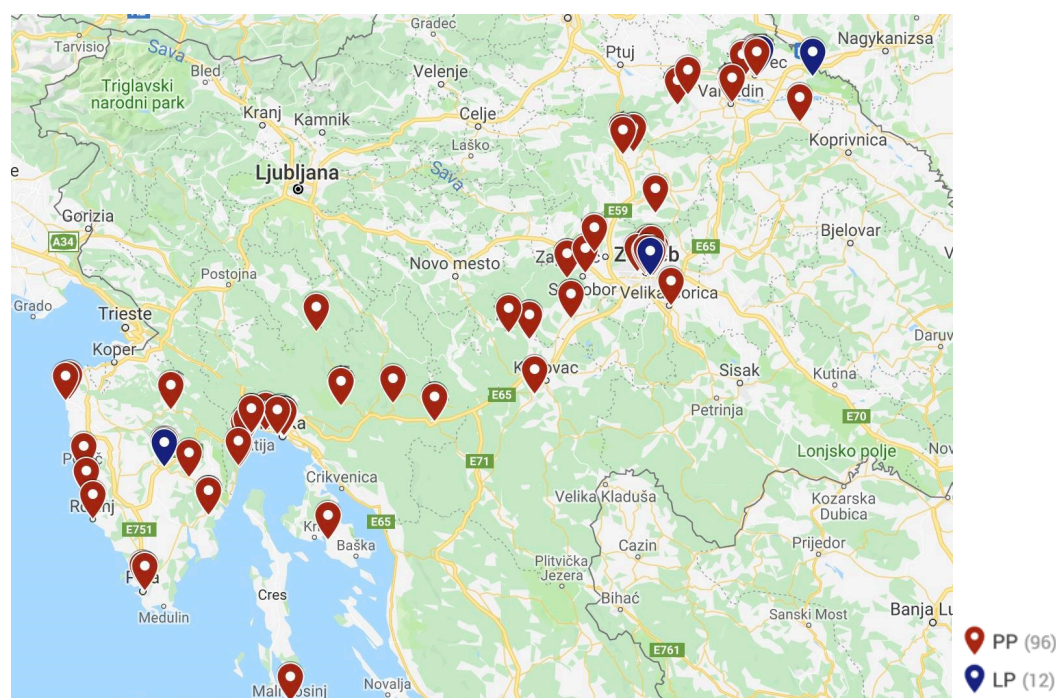 Gradec
Nagykanizsa
Tarvisio
Sava
Bled
Ptuj
Velenje
Triglavski
narodni park
Kranj
Kamnik
Celje
Koprivnica
Laško
Ljubljana
Sava
Gorizia
E59
A34
Bjelovar
E65
Novo mesto
Postojna
Velika Gorica
Grado
Trieste
Daruv
Koper
Sisak
Kutina
E65
Petrinja
E70
Lonjsko polje
E71
Crikvenica
Velika Kladuša
Kozarska
Dubica
E65
E751
Baška
Cazin
Prijedor
Plitvička
Jezera
Cres
Bihać
Medulin
Sanski Most
Banja Lu
PP (96)
E761
LP (12)
Novalja